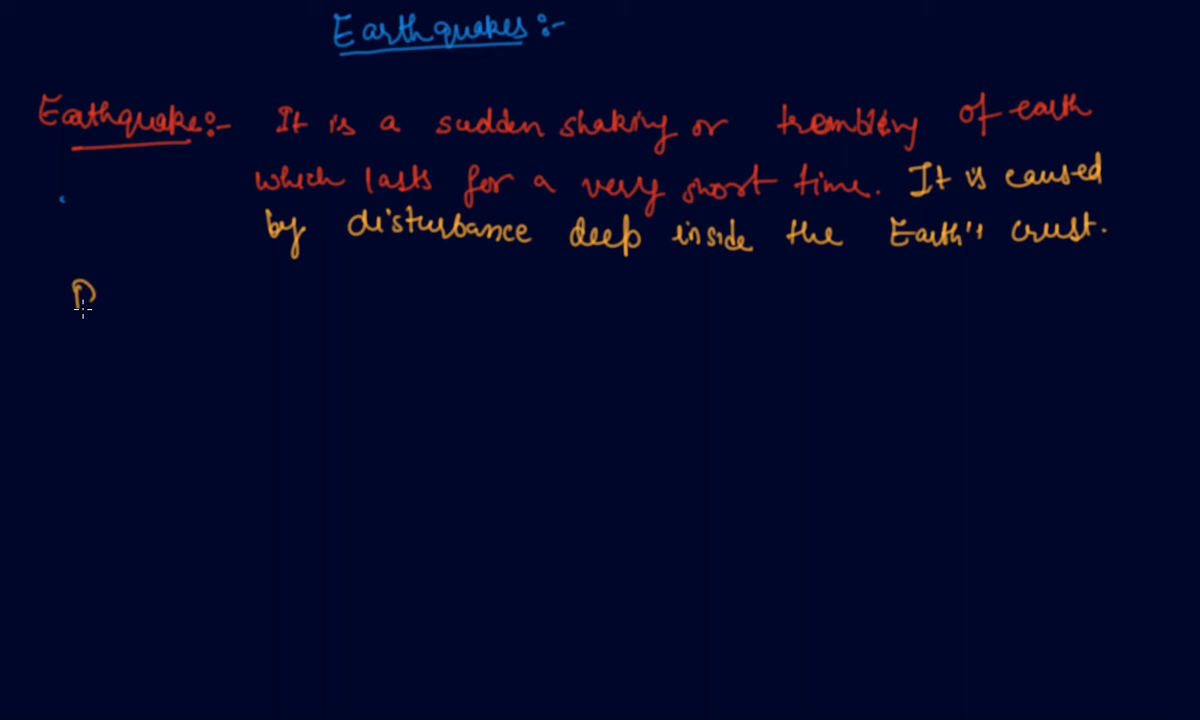 Earthquakes:-
Eathquake:- It is a sudden shaking or trembling of earth
which lasts for a very short time. It is caused
by disturbance deep inside the Earth's crust.
D